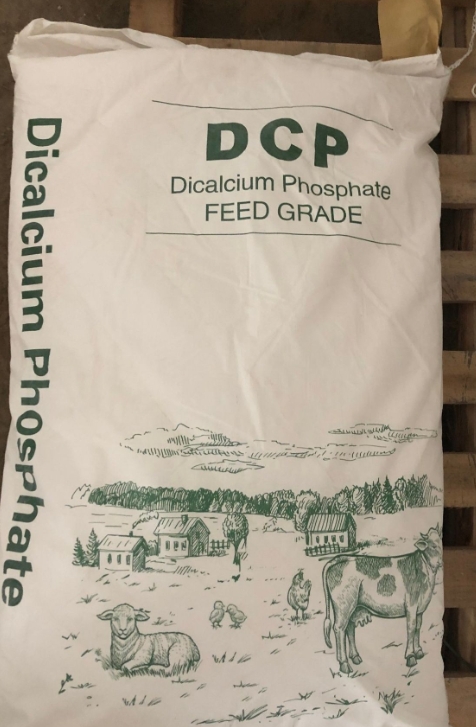 DCP
Dicalcium Phosphate
FEED GRADE
Dicalcium Phosphate